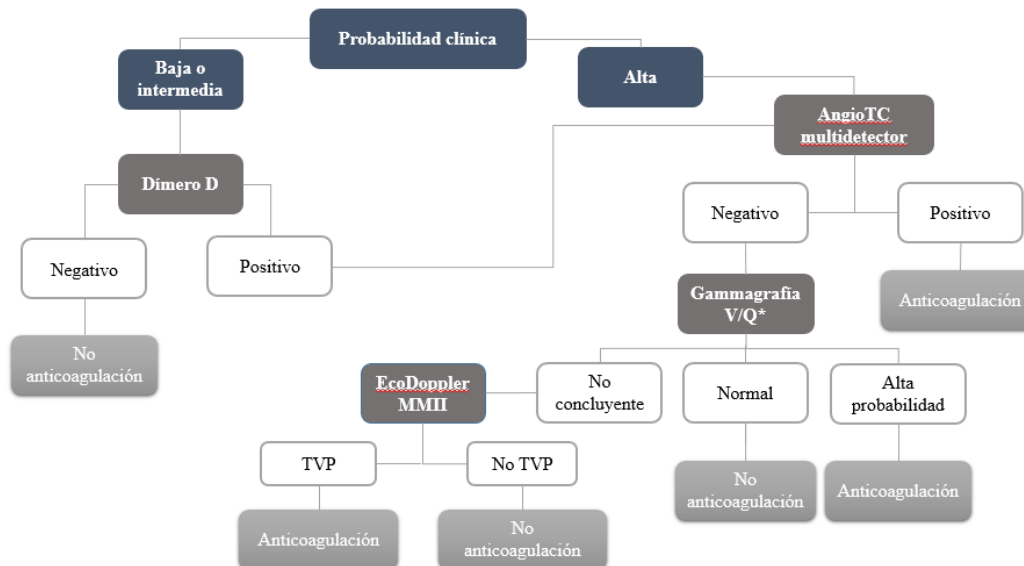 Probabilidad clínica
Baja o
intermedia
Alta
AngioTC
multidetector
Dímero D
Negativo
Positivo
Negativo
Positivo
No
anticoagulación
Gammagrafía
V/Q*
Anticoagulación
EcoDoppler
MMII
No
concluyente
Normal
Alta
probabilidad
TVP
No TVP
No
anticoagulación
Anticoagulación
Anticoagulación
No
anticoagulación